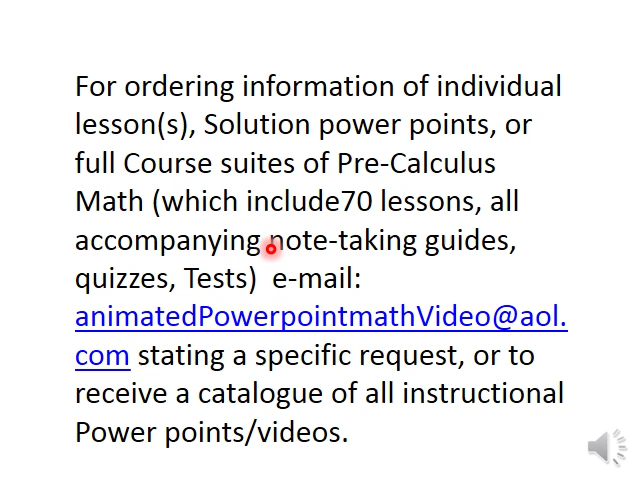 For ordering information of individual
lesson(s), Solution power points, or
full Course suites of Pre-Calculus
Math (which include70 lessons, all
accompanying note-taking guides,
quizzes, Tests)  e-mail:
animatedPowerpointmathVideo@aol.
com stating a specific request, or to
receive a catalogue of all instructional
Power points/videos.